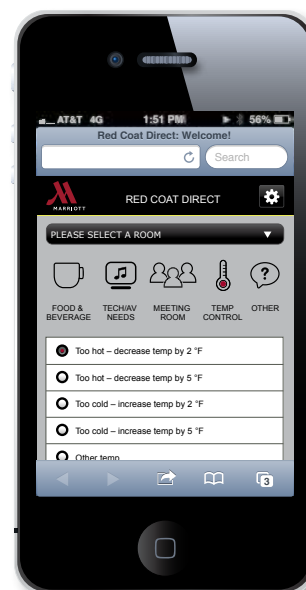 AT&T 4G 1:51 PM 56%
Red Coat Direct: Welcome!
Search
MARRIOTT
RED COAT DIRECT
PLEASE SELECT A ROOM
?
FOOD & BEVERAGE
TECH/AV NEEDS
MEETING ROOM
TEMP CONTROL
OTHER
Too hot – decrease temp by 2 °F
Too hot – decrease temp by 5 °F
Too cold – increase temp by 2 °F
Too cold – increase temp by 5 °F
Other temp
3